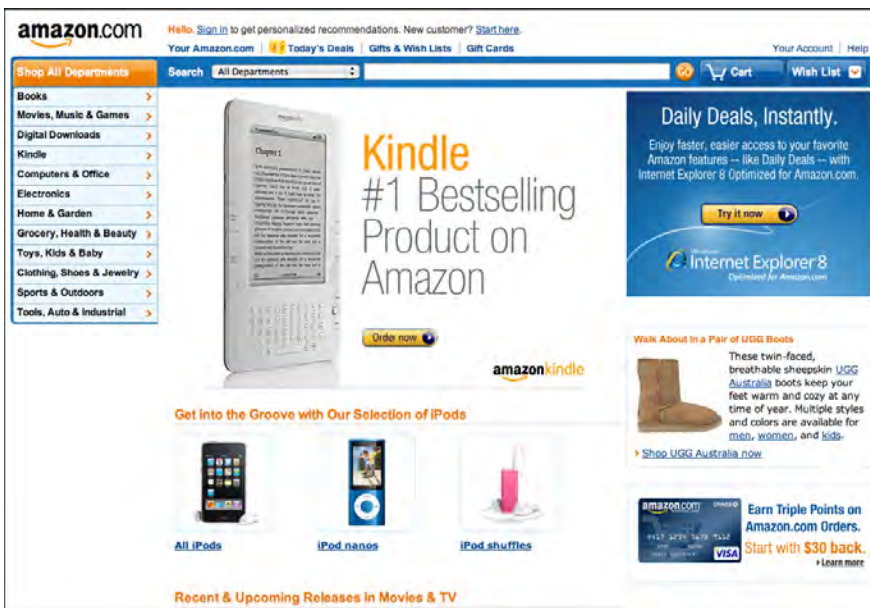 amazon.com
Hello. Sign in to get personalized recommendations. New customer? Start here.
Your Amazon.com | Today's Deals | Gifts & Wish Lists | Gift Cards
Your Account | Help
Shop All Departments
Search All Departments
GO
Cart
Wish List
Books
Movies, Music & Games
Digital Downloads
Kindle
Computers & Office
Electronics
Home & Garden
Grocery, Health & Beauty
Toys, Kids & Baby
Clothing, Shoes & Jewelry
Sports & Outdoors
Tools, Auto & Industrial
Chapter 1
Kindle
#1 Bestselling
Product on
Amazon
Order now
amazonkindle
Daily Deals, Instantly.
Enjoy faster, easier access to your favorite
Amazon features -- like Daily Deals -- with
Internet Explorer 8 Optimized for Amazon.com.
Try it now
Internet Explorer 8
Optimized for Amazon.com
Walk About in a Pair of UGG Boots
These twin-faced,
breathable sheepskin UGG
Australia boots keep your
feet warm and cozy at any
time of year. Multiple styles
and colors are available for
men, women, and kids.
Shop UGG Australia now
Get into the Groove with Our Selection of iPods
All iPods
iPod nanos
iPod shuffles
amazon.com
CHASE
VISA
Earn Triple Points on
Amazon.com Orders.
Start with $30 back.
Learn more
Recent & Upcoming Releases in Movies & TV